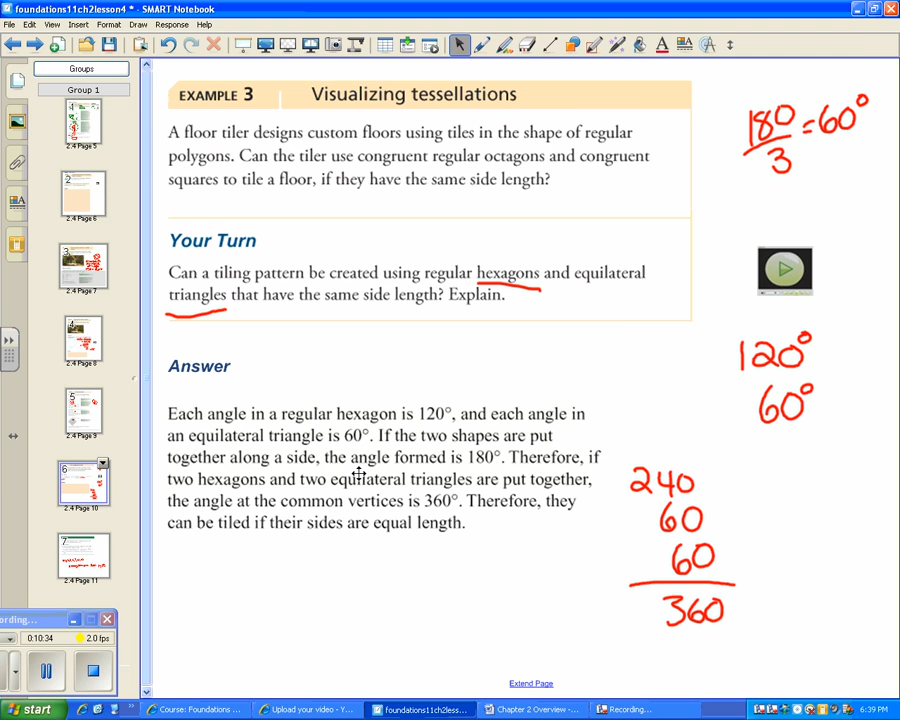 foundations11ch2lesson4 * - SMART Notebook
File Edit View Insert Format Draw Response Help
Groups
Group 1
2.4 Page 5
2.4 Page 6
2.4 Page 7
2.4 Page 8
2.4 Page 9
2.4 Page 10
2.4 Page 11
EXAMPLE 3 Visualizing tessellations
A floor tiler designs custom floors using tiles in the shape of regular
polygons. Can the tiler use congruent regular octagons and congruent
squares to tile a floor, if they have the same side length?
180/3 = 60°
Your Turn
Can a tiling pattern be created using regular hexagons and equilateral
triangles that have the same side length? Explain.
120°
60°
Answer
Each angle in a regular hexagon is 120°, and each angle in
an equilateral triangle is 60°. If the two shapes are put
together along a side, the angle formed is 180°. Therefore, if
two hexagons and two equilateral triangles are put together,
the angle at the common vertices is 360°. Therefore, they
can be tiled if their sides are equal length.
240
60
60
360
Extend Page
ording...
0:10:34 2.0 fps
start
Course: Foundations ...
Upload your video - ...
foundations11ch2less...
Chapter 2 Overview -...
Recording...
6:39 PM